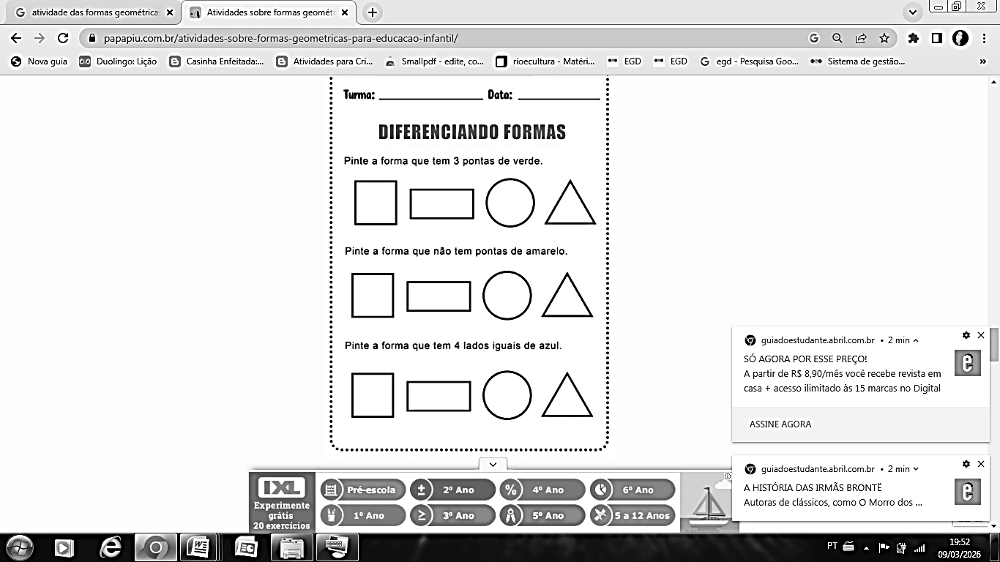 atividade das formas geométrica
Atividades sobre formas geomét
papapiu.com.br/atividades-sobre-formas-geometricas-para-educacao-infantil/
Nova guia
Duolingo: Lição
Casinha Enfeitada:...
Atividades para Cri...
Smallpdf - edite, co...
rioecultura - Matéri...
EGD
EGD
egd - Pesquisa Goo...
Sistema de gestão...
»
Turma: Data:
DIFERENCIANDO FORMAS
Pinte a forma que tem 3 pontas de verde.
Pinte a forma que não tem pontas de amarelo.
Pinte a forma que tem 4 lados iguais de azul.
guiadoestudante.abril.com.br • 2 min
SÓ AGORA POR ESSE PREÇO!
A partir de R$ 8,90/mês você recebe revista em
casa + acesso ilimitado às 15 marcas no Digital
ASSINE AGORA
guiadoestudante.abril.com.br • 2 min
A HISTÓRIA DAS IRMÃS BRONTË
Autoras de clássicos, como O Morro dos ...
IXL
Experimente
grátis
20 exercícios
Pré-escola
2º Ano
4º Ano
6º Ano
1º Ano
3º Ano
5º Ano
5 a 12 Anos
PT
19:52
09/03/2026